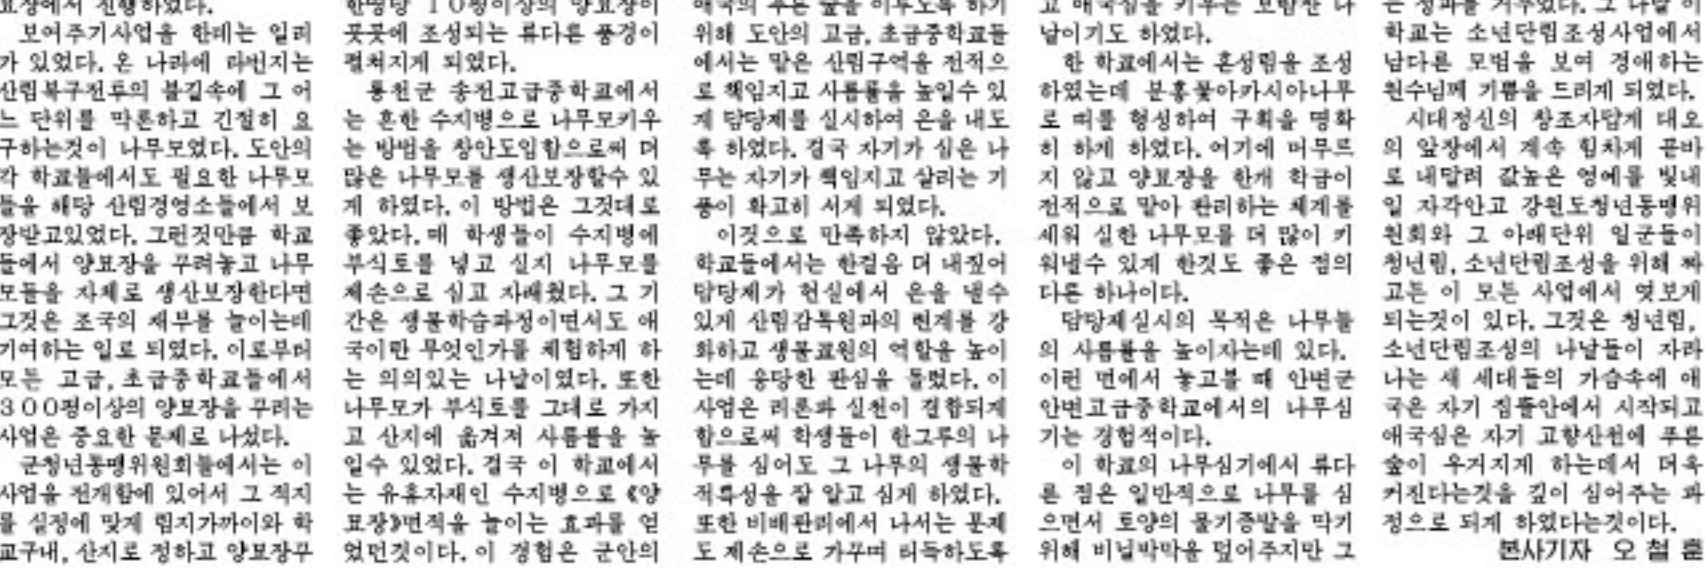 표장에서 진행하였다.
보여주기사업을 한데는 일리
가 있었다. 온 나라에 타번지는
산림복구전투의 불길속에 그 어
느 단위를 막론하고 긴절히 요
구하는것이 나무모였다. 도안의
각 학교들에서도 필요한 나무모
들을 해당 산림경영소들에서 보
장받고있었다. 그런것만큼 학교
들에서 양묘장을 꾸려놓고 나무
모들을 자체로 생산보장한다면
그것은 조국의 재부를 늘이는데
기여하는 일로 되였다. 이로부터
모든 고급, 초급중학교들에서
300평이상의 양묘장을 꾸리는
사업은 중요한 문제로 나섰다.
군청년동맹위원회들에서는 이
사업을 전개함에 있어서 그 적지
를 실정에 맞게 림지가까이와 학
교구내, 산지로 정하고 양묘장꾸
한명당 10평이상의 양묘장이
곳곳에 조성되는 류다른 풍경이
펼쳐지게 되였다.
통천군 송전고급중학교에서
는 흔한 수지병으로 나무모키우
는 방법을 창안도입함으로써 더
많은 나무모를 생산보장할수 있
게 하였다. 이 방법은 그것대로
좋았다. 매 학생들이 수지병에
부식토를 넣고 실지 나무모를
제손으로 심고 자래웠다. 그 기
간은 생물학습과정이면서도 애
국이란 무엇인가를 체험하게 하
는 의의있는 나날이였다. 또한
나무모가 부식토를 그대로 가지
고 산지에 옮겨져 사름률을 높
일수 있었다. 결국 이 학교에서
는 유휴자재인 수지병으로 《양
묘장》면적을 늘이는 효과를 얻
었던것이다. 이 경험은 군안의
애국의 푸른 숲을 이루도록 하기
위해 도안의 고급, 초급중학교들
에서는 맡은 산림구역을 전적으
로 책임지고 사름률을 높일수 있
게 담당제를 실시하여 은을 내도
록 하였다. 결국 자기가 심은 나
무는 자기가 책임지고 살리는 기
풍이 확고히 서게 되였다.
이것으로 만족하지 않았다.
학교들에서는 한걸음 더 내짚어
담당제가 현실에서 은을 낼수
있게 산림감독원과의 련계를 강
화하고 생물교원의 역할을 높이
는데 응당한 관심을 돌렸다. 이
사업은 리론과 실천이 결합되게
함으로써 학생들이 한그루의 나
무를 심어도 그 나무의 생물학
적특성을 잘 알고 심게 하였다.
또한 비배관리에서 나서는 문제
도 제손으로 가꾸며 터득하도록
고 애국심을 키우는 보람찬 나
날이기도 하였다.
한 학교에서는 혼성림을 조성
하였는데 분홍꽃아카시아나무
로 띠를 형성하여 구획을 명확
히 하게 하였다. 여기에 머무르
지 않고 양묘장을 한개 학급이
전적으로 맡아 관리하는 체계를
세워 실한 나무모를 더 많이 키
워낼수 있게 한것도 좋은 점의
다른 하나이다.
담당제실시의 목적은 나무들
의 사름률을 높이자는데 있다.
이런 면에서 놓고볼 때 안변군
안변고급중학교에서의 나무심
기는 경험적이다.
이 학교의 나무심기에서 류다
른 점은 일반적으로 나무를 심
으면서 토양의 물기증발을 막기
위해 비닐박막을 덮어주지만 그
는 성과를 거두었다. 그 나날 이
학교는 소년단림조성사업에서
남다른 모범을 보여 경애하는
원수님께 기쁨을 드리게 되였다.
시대정신의 창조자답게 대오
의 앞장에서 계속 힘차게 곧바
로 내달려 값높은 영예를 빛내
일 자각안고 강원도청년동맹위
원회와 그 아래단위 일군들이
청년림, 소년단림조성을 위해 짜
고든 이 모든 사업에서 엿보게
되는것이 있다. 그것은 청년림,
소년단림조성의 나날들이 자라
나는 새 세대들의 가슴속에 애
국은 자기 집뜰안에서 시작되고
애국심은 자기 고향산천에 푸른
숲이 우거지게 하는데서 더욱
커진다는것을 깊이 심어주는 과
정으로 되게 하였다는것이다.
본사기자 오철훈